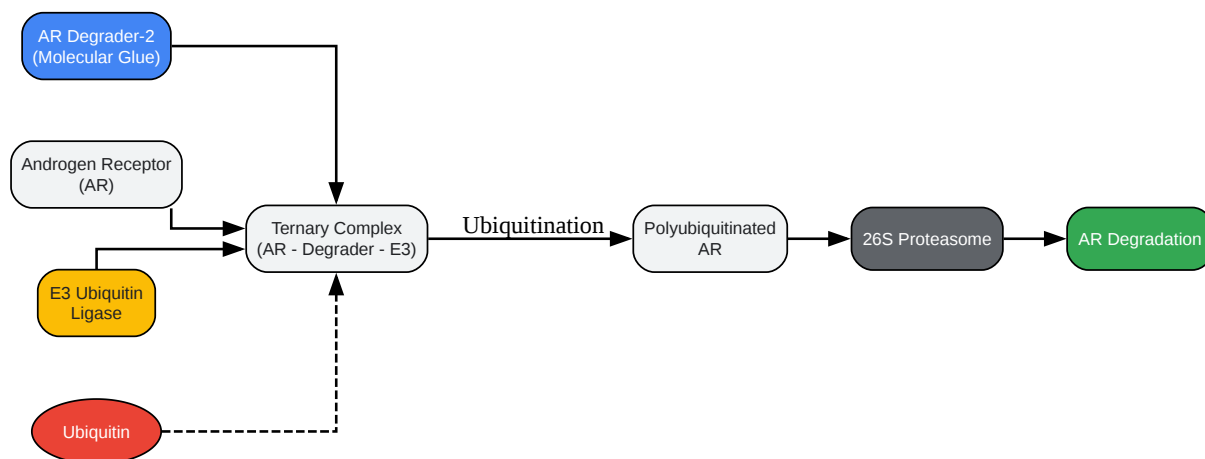 AR Degrader-2
(Molecular Glue)
Androgen Receptor
(AR)
E3 Ubiquitin
Ligase
Ubiquitin
Ternary Complex
(AR - Degrader - E3)
Ubiquitination
Polyubiquitinated
AR
26S Proteasome
AR Degradation